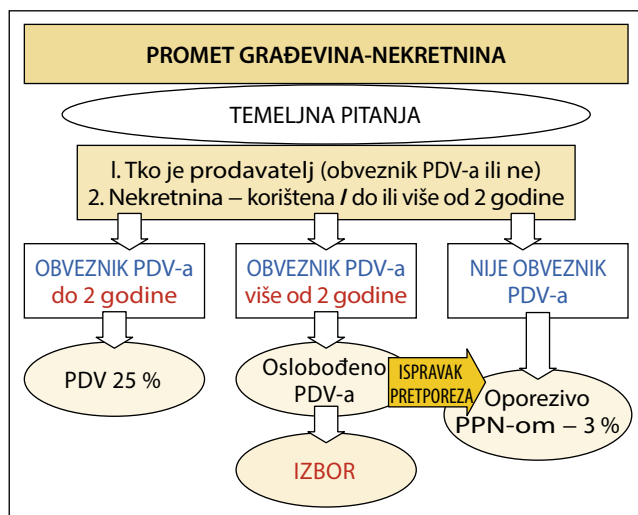 PROMET GRAĐEVINA-NEKRETNINA
TEMELJNA PITANJA
l. Tko je prodavatelj (obveznik PDV-a ili ne)
2. Nekretnina – korištena / do ili više od 2 godine
OBVEZNIK PDV-a
do 2 godine
OBVEZNIK PDV-a
više od 2 godine
NIJE OBVEZNIK
PDV-a
PDV 25 %
Oslobođeno
PDV-a
ISPRAVAK
PRETPOREZA
Oporezivo
PPN-om – 3 %
IZBOR